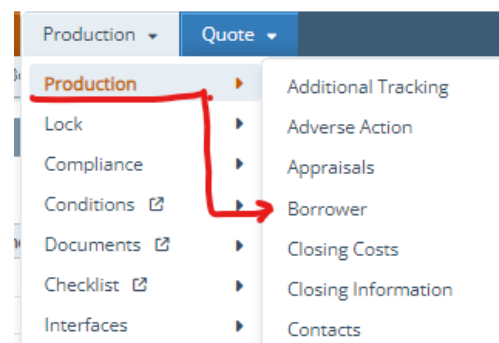 Production
Quote
Production
Lock
Compliance
Conditions
Documents
Checklist
Interfaces
Additional Tracking
Adverse Action
Appraisals
Borrower
Closing Costs
Closing Information
Contacts